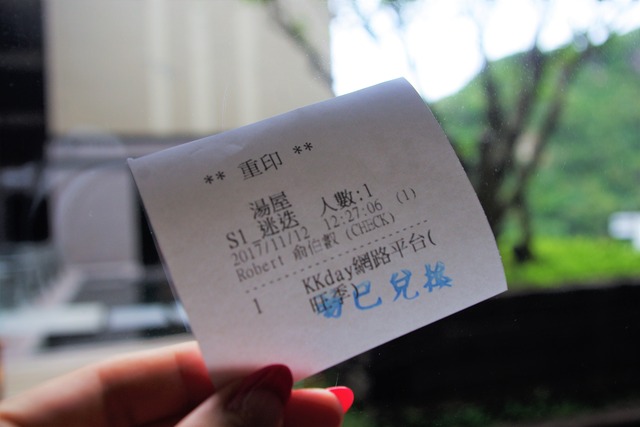 ** 重印 **
湯屋
S1 迷迭 人數:1
2017/11/12 12:27:06 (1)
Robert 俞伯叡 (CHECK)
1 KKday網路平台(
旺季)
已兌換